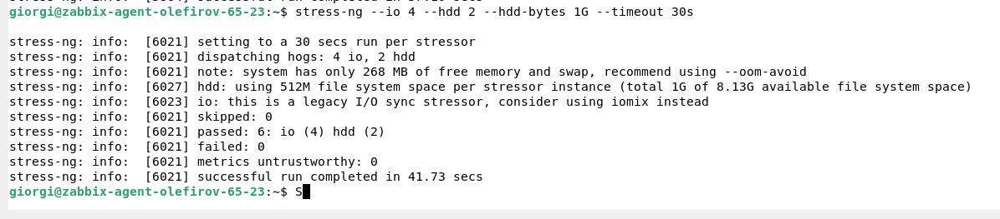 giorgi@zabbix-agent-olefirov-65-23:~$ stress-ng --io 4 --hdd 2 --hdd-bytes 1G --timeout 30s
stress-ng: info:  [6021] setting to a 30 secs run per stressor
stress-ng: info:  [6021] dispatching hogs: 4 io, 2 hdd
stress-ng: info:  [6021] note: system has only 268 MB of free memory and swap, recommend using --oom-avoid
stress-ng: info:  [6027] hdd: using 512M file system space per stressor instance (total 1G of 8.13G available file system space)
stress-ng: info:  [6023] io: this is a legacy I/O sync stressor, consider using iomix instead
stress-ng: info:  [6021] skipped: 0
stress-ng: info:  [6021] passed: 6: io (4) hdd (2)
stress-ng: info:  [6021] failed: 0
stress-ng: info:  [6021] metrics untrustworthy: 0
stress-ng: info:  [6021] successful run completed in 41.73 secs
giorgi@zabbix-agent-olefirov-65-23:~$ S